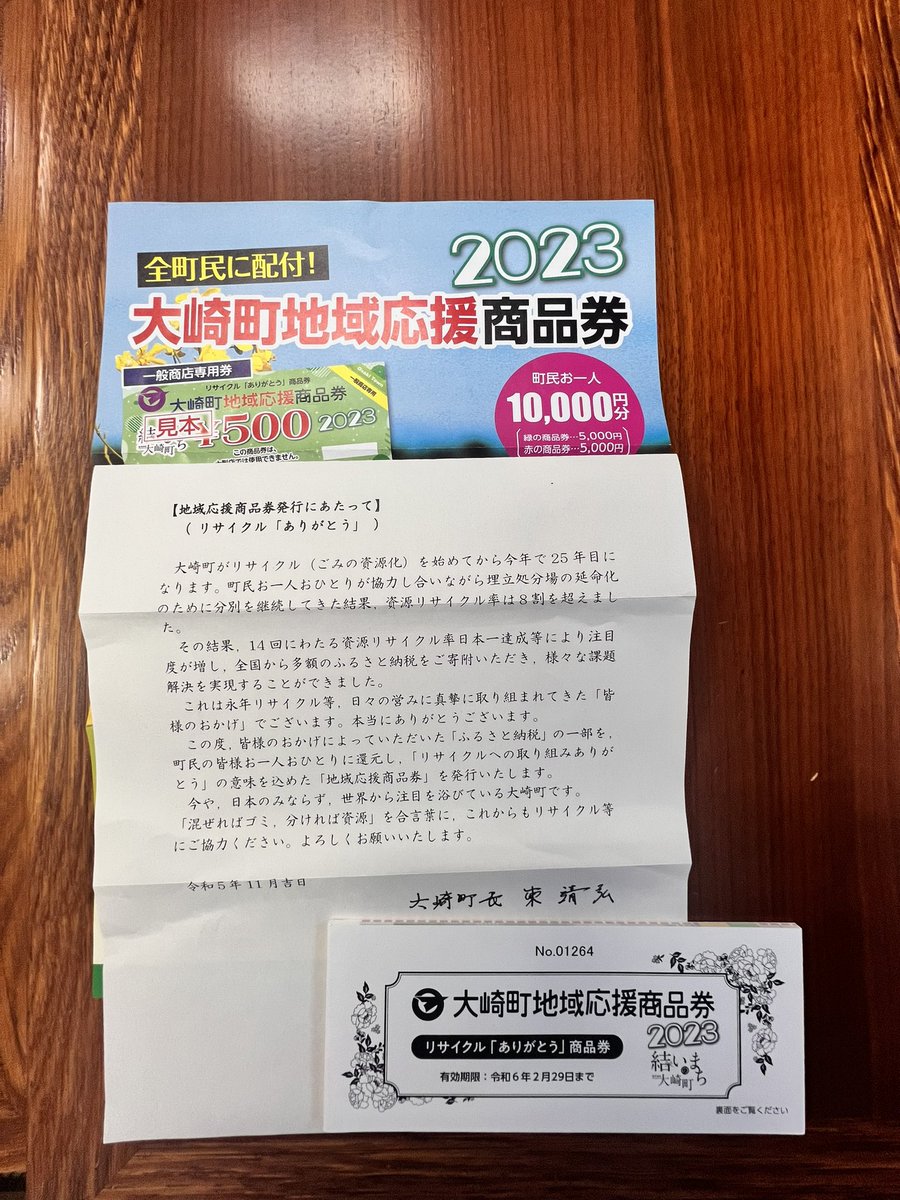 2023
全町民に配付!
大崎町地域応援商品券
一般商店専用券
リサイクル「ありがとう」商品券
一般商店専用
大崎町地域応援商品券
見本
¥500 2023
大崎町
この商品券は、
町民お一人
10,000円分
緑の商品券…5,000円
赤の商品券…5,000円
【地域応援商品券発行にあたって】
(リサイクル「ありがとう」 )
大崎町がリサイクル(ごみの資源化)を始めてから今年で25年目に
なります。町民お一人おひとりが協力し合いながら埋立処分場の延命化
のために分別を継続してきた結果,資源リサイクル率は8割を超えまし
た。
その結果,14回にわたる資源リサイクル率日本一達成等により注目
度が増し,全国から多額のふるさと納税をご寄附いただき,様々な課題
解決を実現することができました。
これは永年リサイクル等,日々の営みに真摯に取り組まれてきた「皆
様のおかげ」でございます。本当にありがとうございます。
この度,皆様のおかげによっていただいた「ふるさと納税」の一部を,
町民の皆様お一人おひとりに還元し,「リサイクルへの取り組みありが
とう」の意味を込めた「地域応援商品券」を発行いたします。
今や,日本のみならず,世界から注目を浴びている大崎町です。
「混ぜればゴミ,分ければ資源」を合言葉に,これからもリサイクル等
にご協力ください。よろしくお願いいたします。
令和5年11月吉日
大崎町長 東 靖弘
No.01264
大崎町地域応援商品券
2023
リサイクル「ありがとう」商品券
結いのまち
大崎町
有効期限:令和6年2月29日まで
裏面をご覧ください